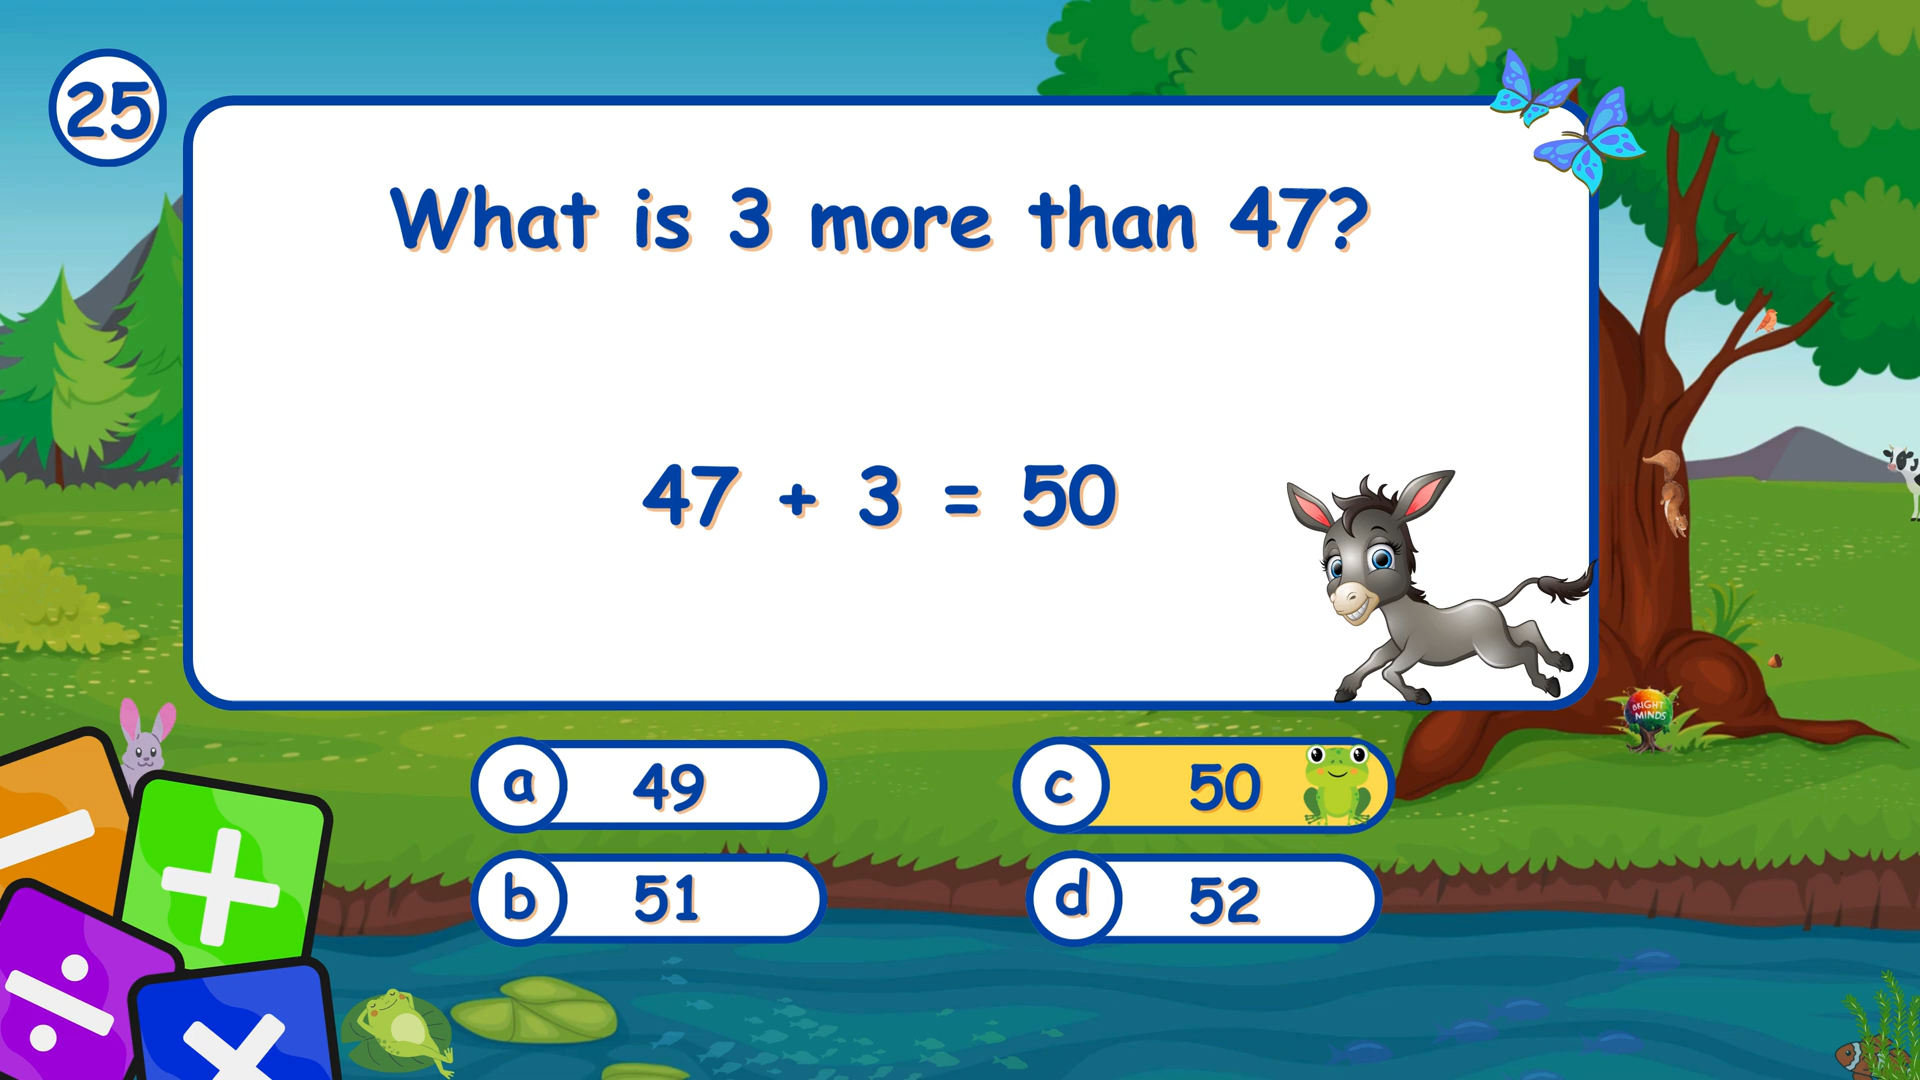 25
What is 3 more than 47?
47 + 3 = 50
a 49
c 50
b 51
d 52
BRIGHT
MINDS